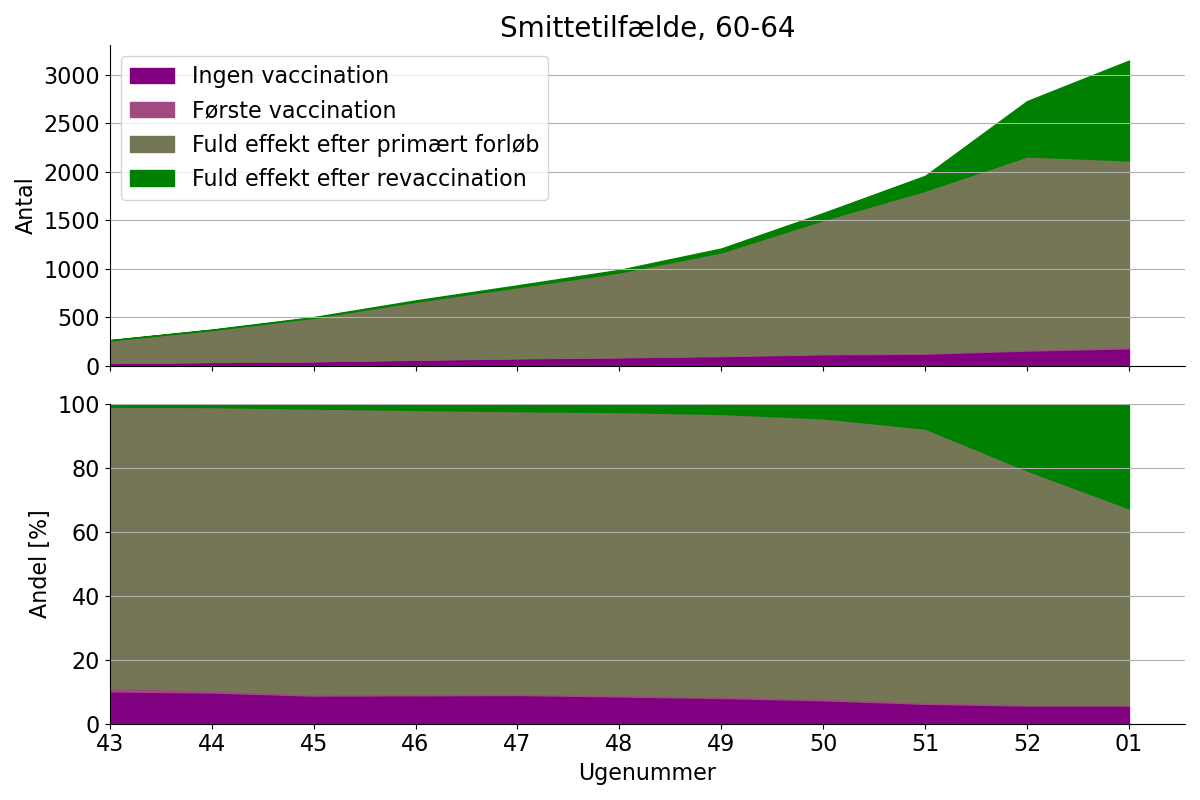 Smittetilfælde, 60-64
Ingen vaccination
Første vaccination
Fuld effekt efter primært forløb
Fuld effekt efter revaccination
Antal
3000
2500
2000
1500
1000
500
0
Andel [%]
100
80
60
40
20
0
43 44 45 46 47 48 49 50 51 52 01
Ugenummer